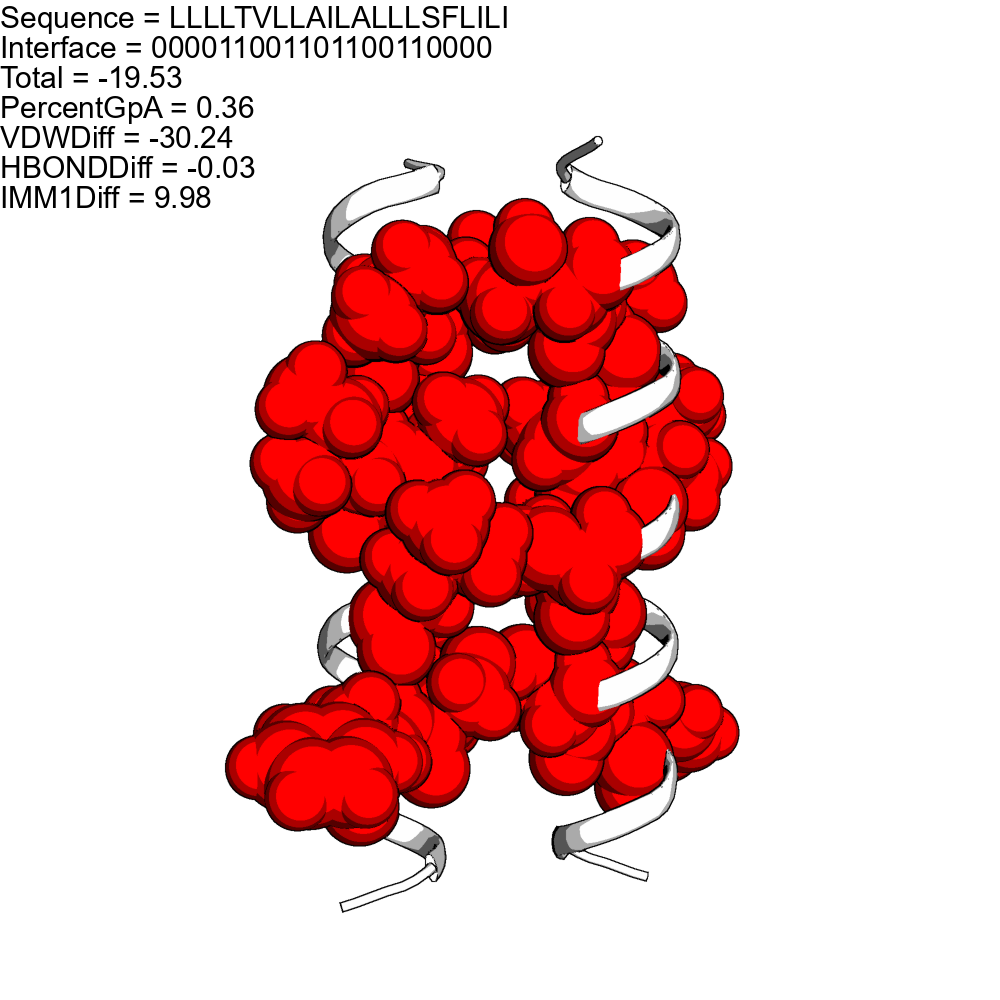 Sequence = LLLLTVLLAILALLLSFLILI
Interface = 000011001101100110000
Total = -19.53
PercentGpA = 0.36
VDWDiff = -30.24
HBONDDiff = -0.03
IMM1Diff = 9.98